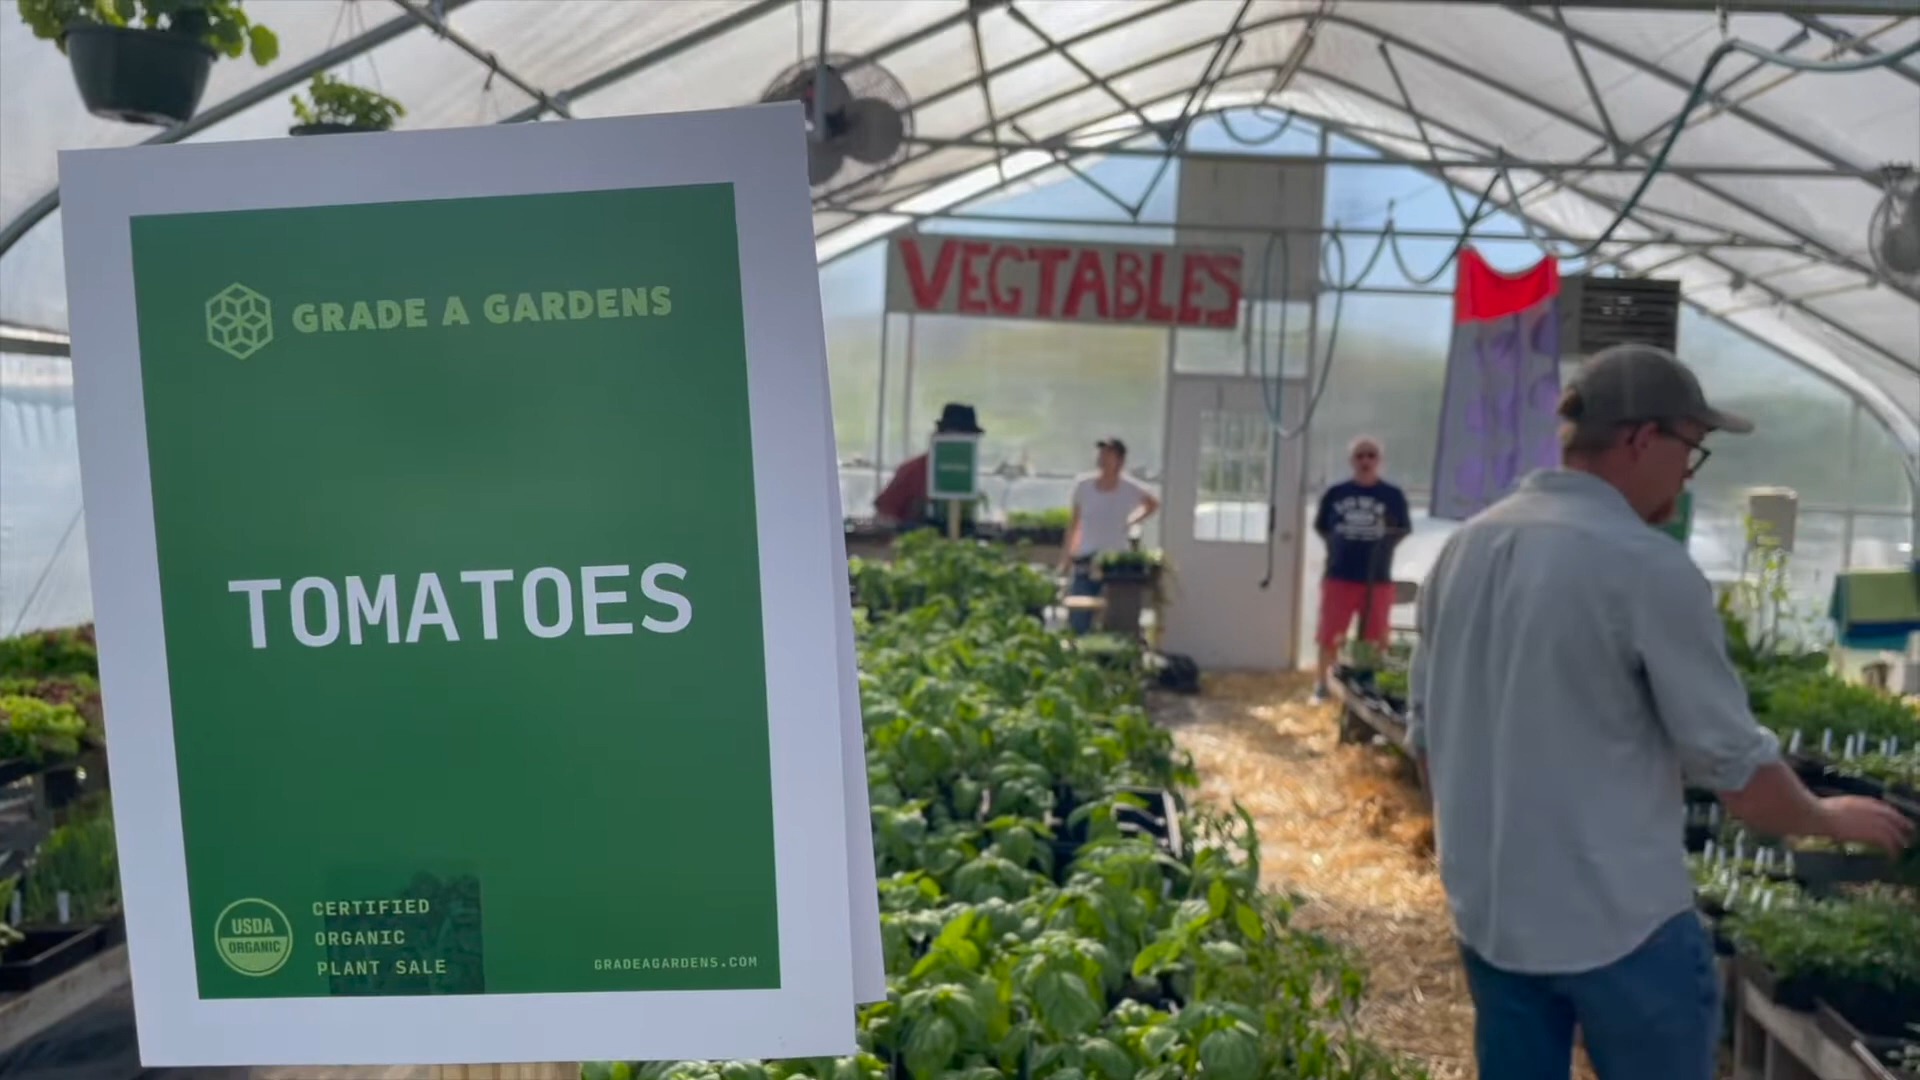 GRADE A GARDENS
TOMATOES
USDA
ORGANIC
CERTIFIED
ORGANIC
PLANT SALE
GRADEAGARDENS.COM
VEGTABLES